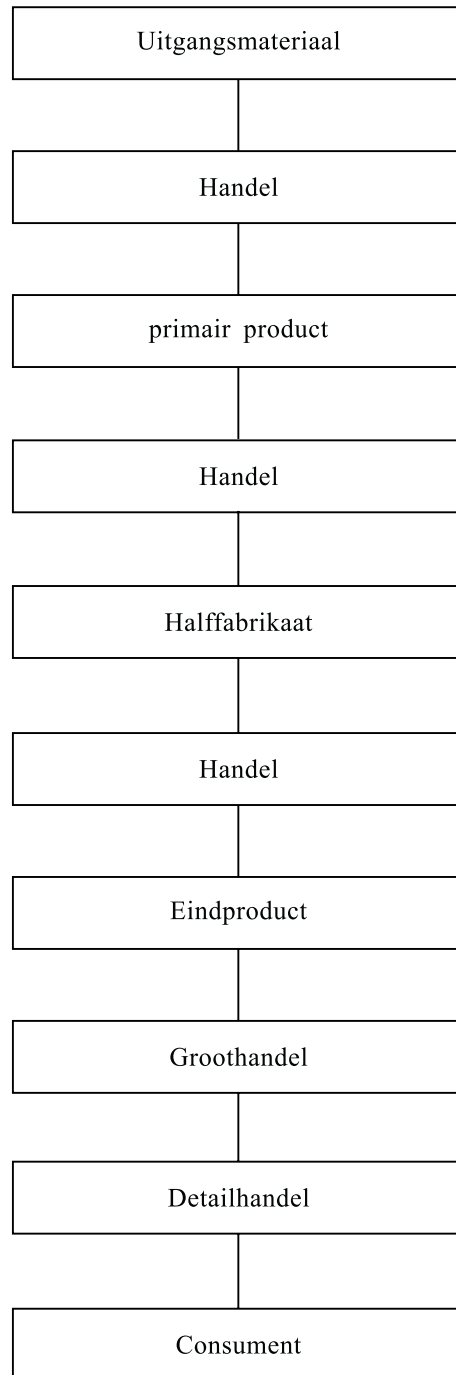 Uitgangsmateriaal
Handel
primair product
Handel
Halffabrikaat
Handel
Eindproduct
Groothandel
Detailhandel
Consument